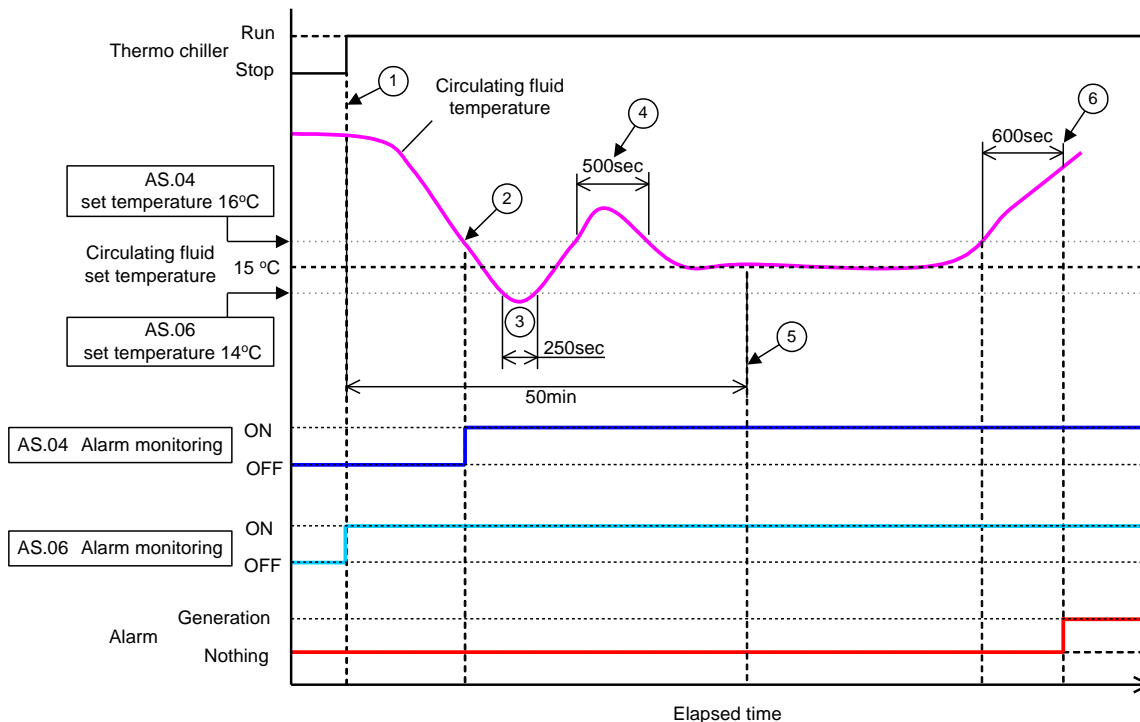 Run
Thermo chiller
Stop
1
Circulating fluid
temperature
4
6
600sec
500sec
AS.04
set temperature 16ºC
2
Circulating fluid
set temperature
15 ºC
3
AS.06
set temperature 14ºC
250sec
5
50min
AS.04 Alarm monitoring
ON
OFF
AS.06 Alarm monitoring
ON
OFF
Generation
Alarm
Nothing
Elapsed time